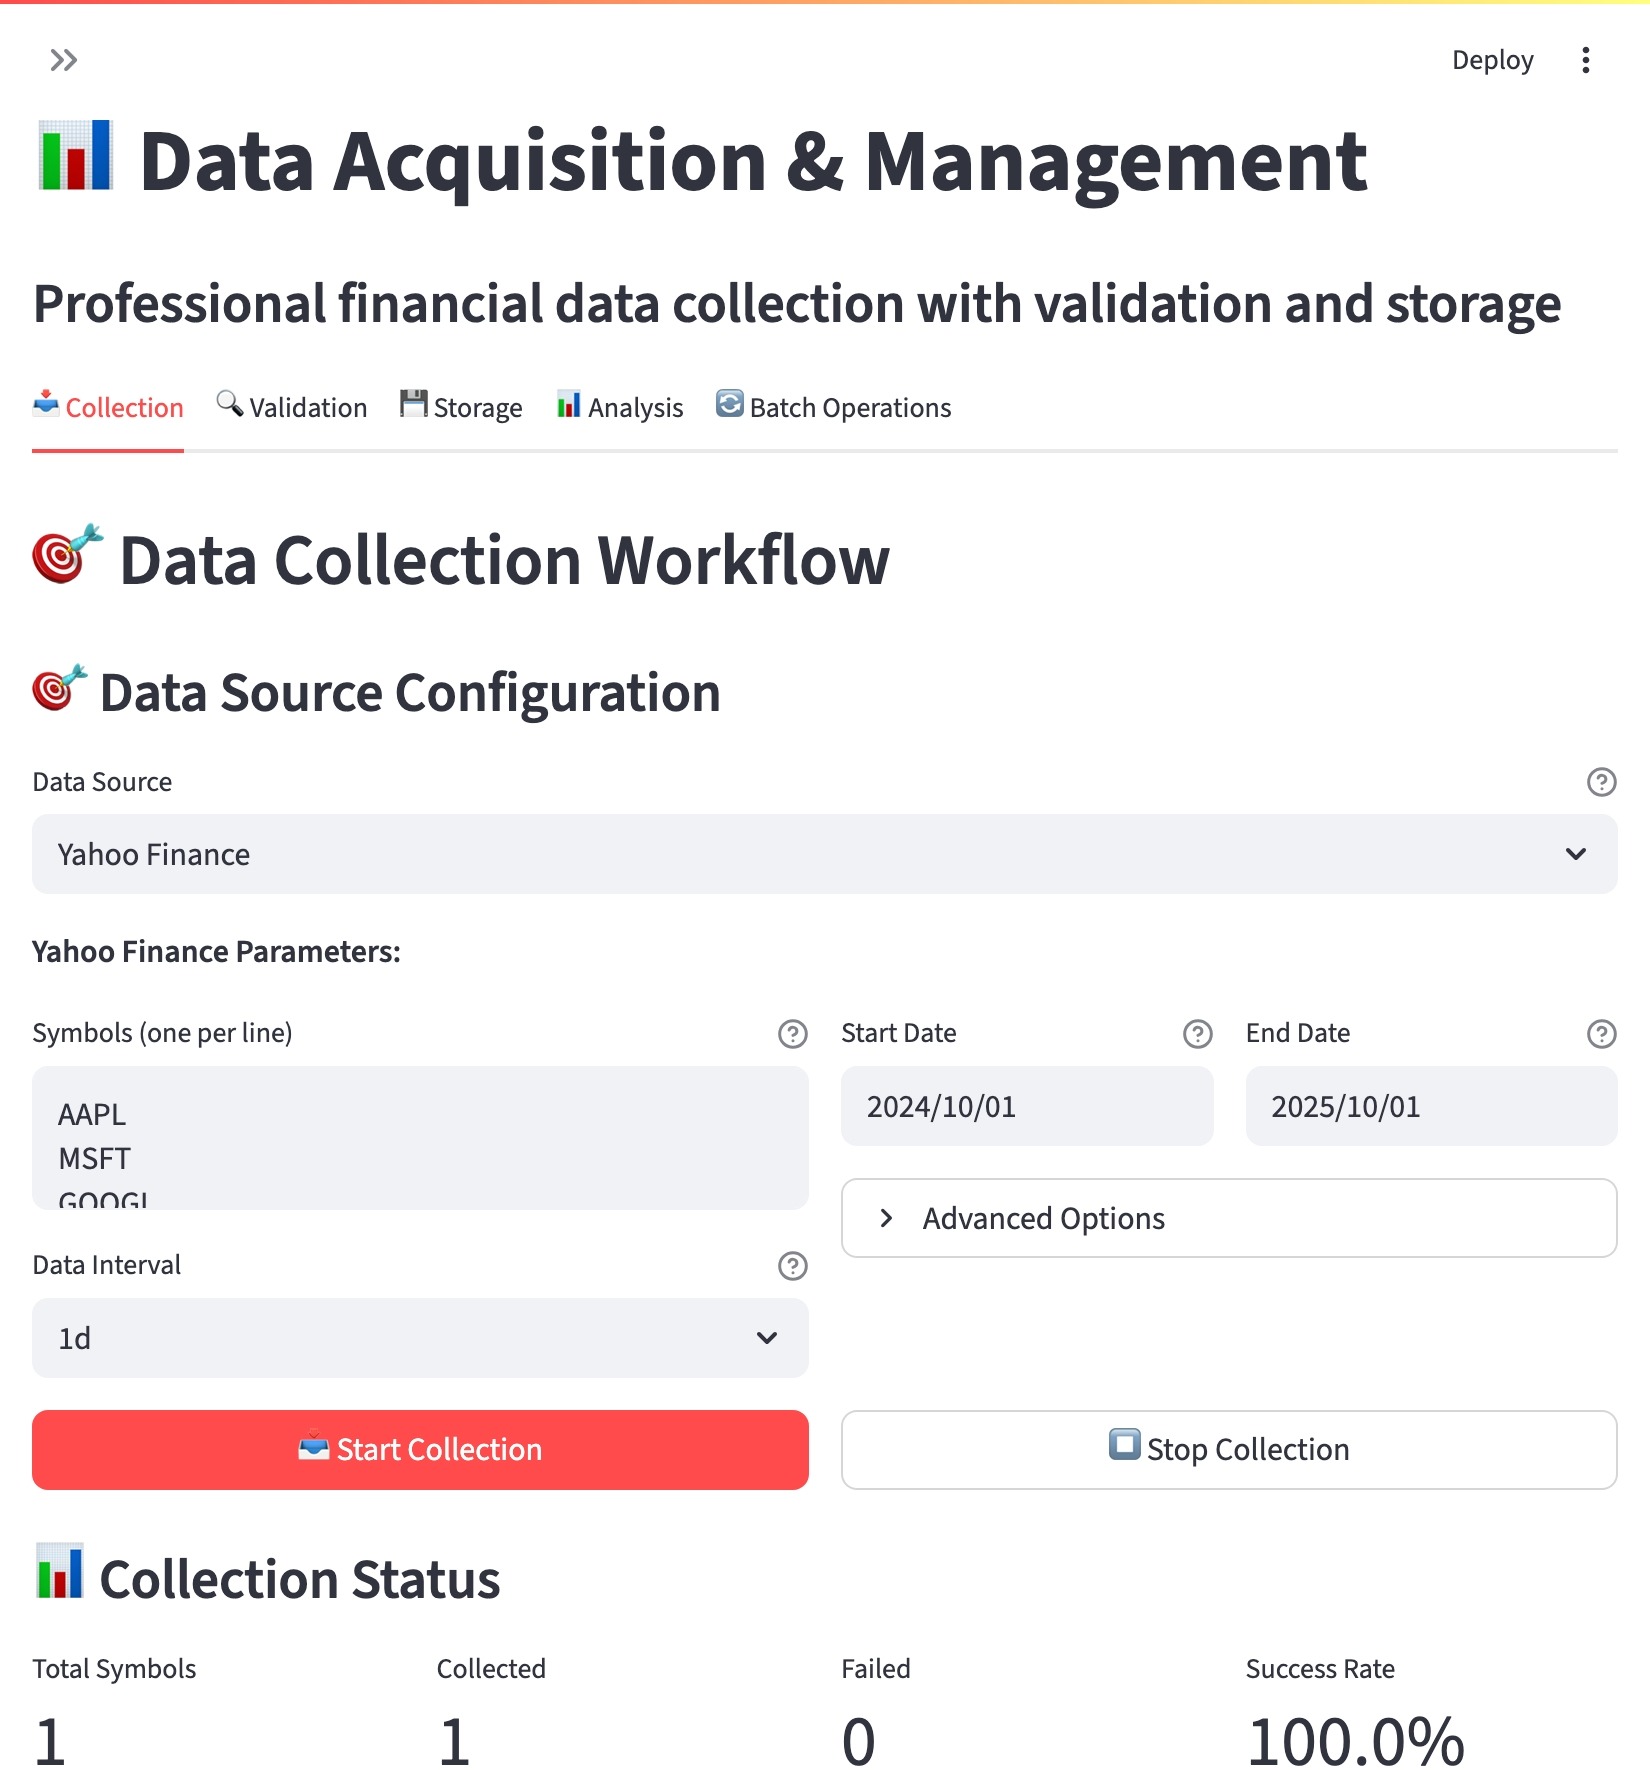 Deploy
Data Acquisition & Management
Professional financial data collection with validation and storage
Collection Validation Storage Analysis Batch Operations
Data Collection Workflow
Data Source Configuration
Data Source
Yahoo Finance
Yahoo Finance Parameters:
Symbols (one per line)
AAPL
MSFT
GOOGL
Data Interval
1d
Start Date
2024/10/01
End Date
2025/10/01
Advanced Options
Start Collection
Stop Collection
Collection Status
Total Symbols
1
Collected
1
Failed
0
Success Rate
100.0%